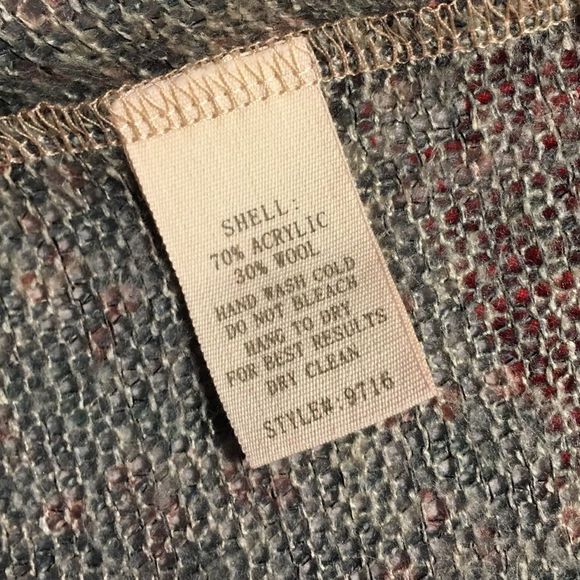 SHELL:
70% ACRYLIC
30% WOOL
HAND WASH COLD
DO NOT BLEACH
HANG TO DRY
FOR BEST RESULTS
DRY CLEAN
STYLE#:9716